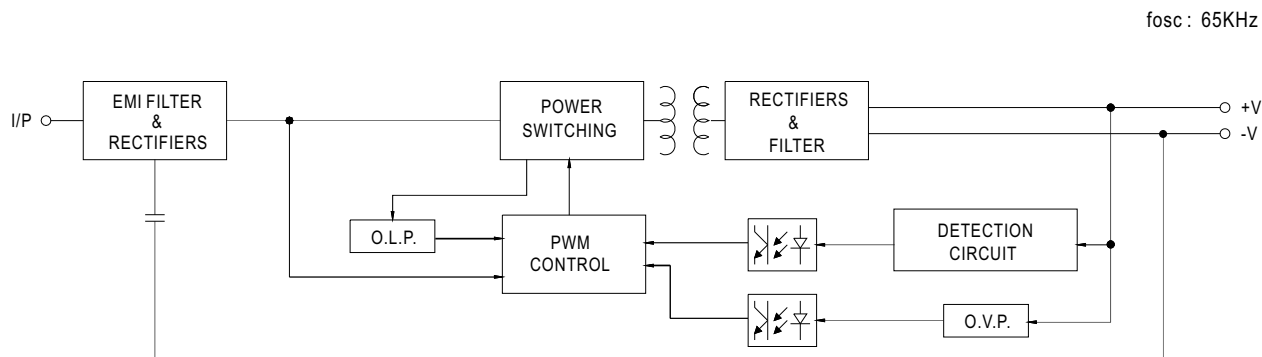 fosc : 65KHz
I/P
EMI FILTER
&
RECTIFIERS
POWER
SWITCHING
RECTIFIERS
&
FILTER
+V
-V
O.L.P.
PWM
CONTROL
DETECTION
CIRCUIT
O.V.P.